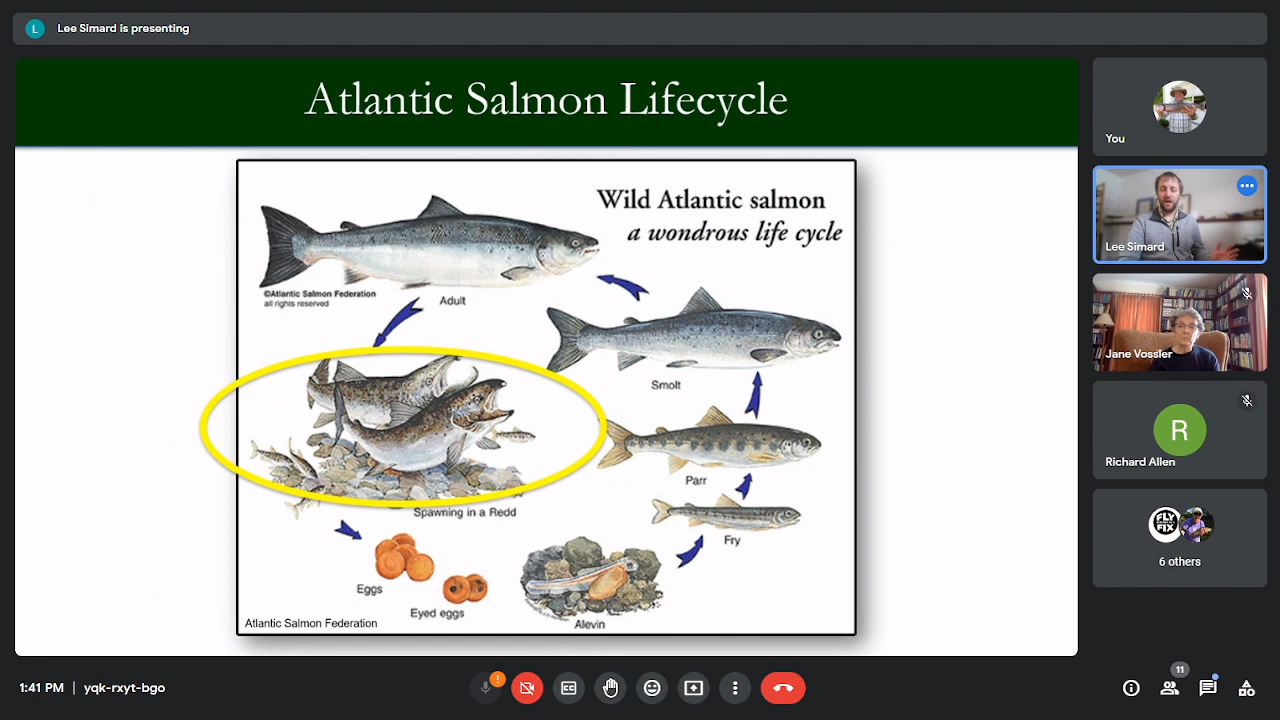 L
Lee Simard is presenting
Atlantic Salmon Lifecycle
Wild Atlantic salmon
a wondrous life cycle
©Atlantic Salmon Federation
all rights reserved
Adult
Smolt
Parr
Spawning in a Redd
Fry
Eggs
Eyed eggs
Alevin
Atlantic Salmon Federation
You
Lee Simard
Jane Vossler
R
Richard Allen
FLY
FIX
6 others
1:41 PM | yqk-rxyt-bgo
!
CC
11